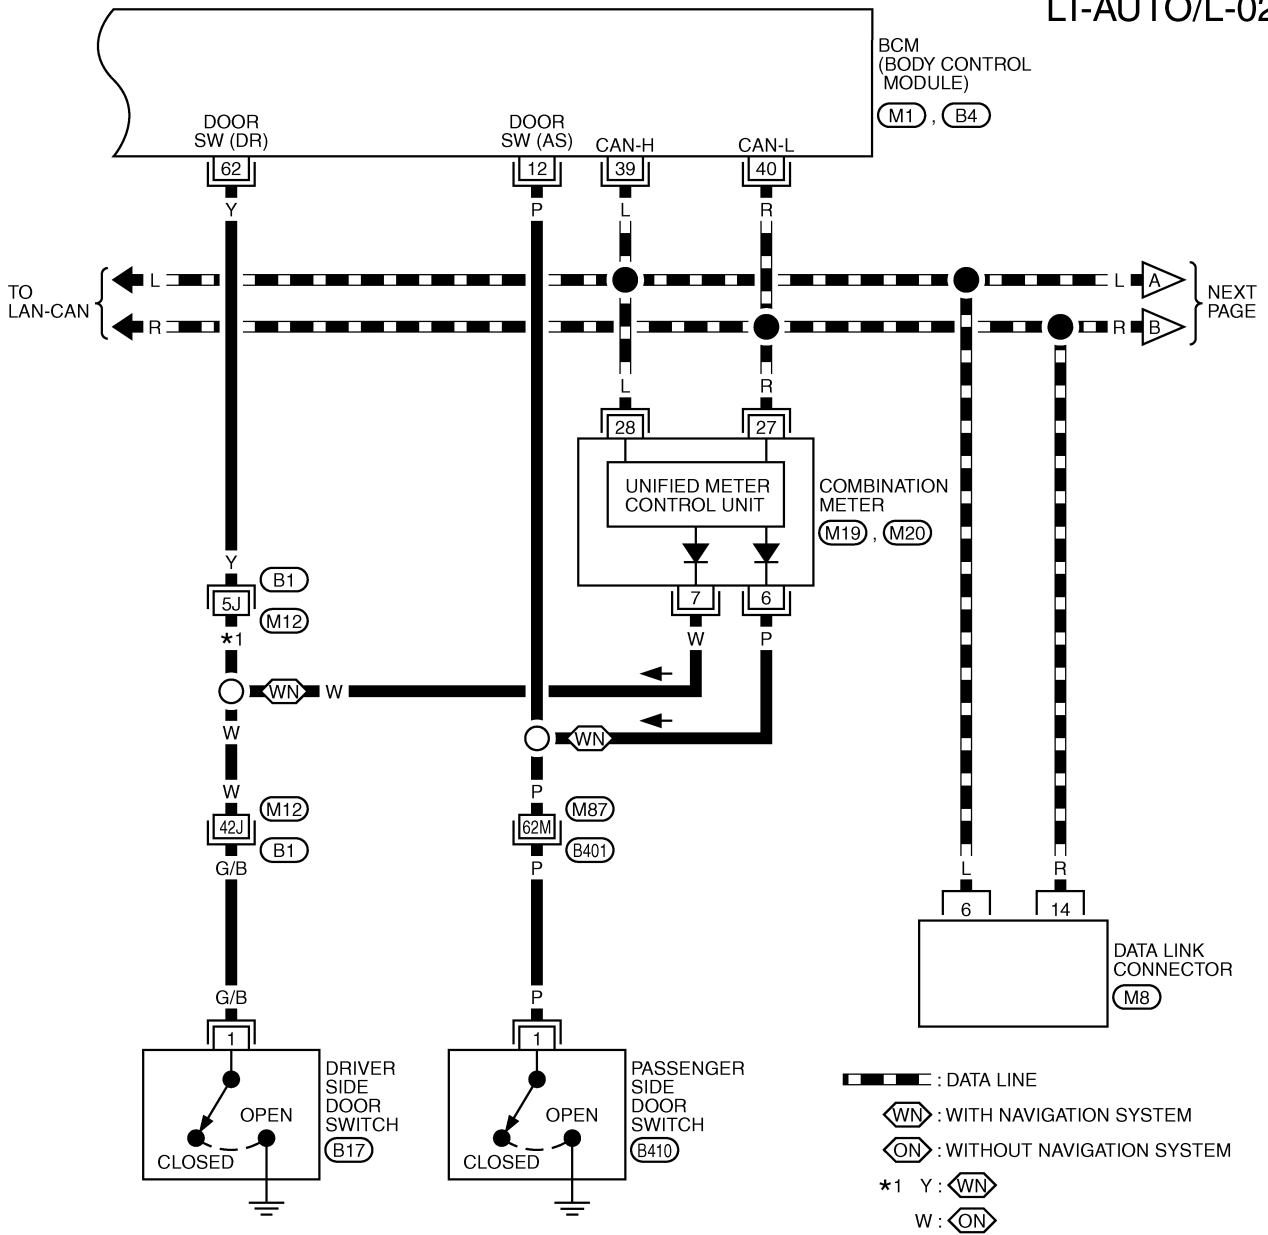 LT-AUTO/L-02
BCM
(BODY CONTROL
MODULE)
M1 , B4
DOOR
SW (DR)
DOOR
SW (AS)
CAN-H
CAN-L
62
12
39
40
Y
P
L
R
TO
LAN-CAN
L
L
A
R
R
B
NEXT
PAGE
L
R
28
27
UNIFIED METER
CONTROL UNIT
COMBINATION
METER
M19 , M20
7
6
W
P
Y
B1
5J
M12
*1
WN
W
WN
W
W
P
M12
42J
B1
G/B
M87
62M
B401
P
G/B
P
1
1
L
R
6
14
DATA LINK
CONNECTOR
M8
DRIVER
SIDE
DOOR
SWITCH
B17
OPEN
CLOSED
PASSENGER
SIDE
DOOR
SWITCH
B410
OPEN
CLOSED
: DATA LINE
WN : WITH NAVIGATION SYSTEM
ON : WITHOUT NAVIGATION SYSTEM
*1 Y : WN
W : ON